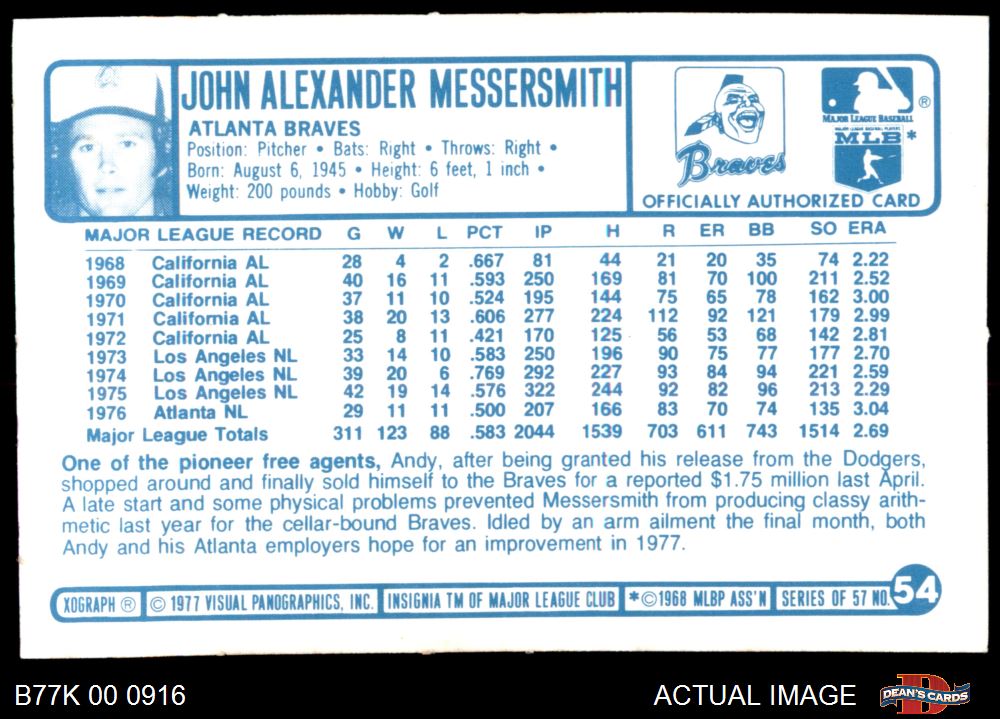 JOHN ALEXANDER MESSERSMITH
ATLANTA BRAVES
Position: Pitcher • Bats: Right • Throws: Right •
Born: August 6, 1945 • Height: 6 feet, 1 inch •
Weight: 200 pounds • Hobby: Golf
Braves
MAJOR LEAGUE BASEBALL ®
MAJOR LEAGUE BASEBALL PLAYERS
MLB *
OFFICIALLY AUTHORIZED CARD
MAJOR LEAGUE RECORD G W L PCT IP H R ER BB SO ERA
1968 California AL 28 4 2 .667 81 44 21 20 35 74 2.22
1969 California AL 40 16 11 .593 250 169 81 70 100 211 2.52
1970 California AL 37 11 10 .524 195 144 75 65 78 162 3.00
1971 California AL 38 20 13 .606 277 224 112 92 121 179 2.99
1972 California AL 25 8 11 .421 170 125 56 53 68 142 2.81
1973 Los Angeles NL 33 14 10 .583 250 196 90 75 77 177 2.70
1974 Los Angeles NL 39 20 6 .769 292 227 93 84 94 221 2.59
1975 Los Angeles NL 42 19 14 .576 322 244 92 82 96 213 2.29
1976 Atlanta NL 29 11 11 .500 207 166 83 70 74 135 3.04
Major League Totals 311 123 88 .583 2044 1539 703 611 743 1514 2.69
One of the pioneer free agents, Andy, after being granted his release from the Dodgers,
shopped around and finally sold himself to the Braves for a reported $1.75 million last April.
A late start and some physical problems prevented Messersmith from producing classy arith-
metic last year for the cellar-bound Braves. Idled by an arm ailment the final month, both
Andy and his Atlanta employers hope for an improvement in 1977.
XOGRAPH ® © 1977 VISUAL PANOGRAPHICS, INC. INSIGNIA TM OF MAJOR LEAGUE CLUB *©1968 MLBP ASS'N SERIES OF 57 NO. 54
B77K 00 0916
ACTUAL IMAGE
DEAN'S CARDS